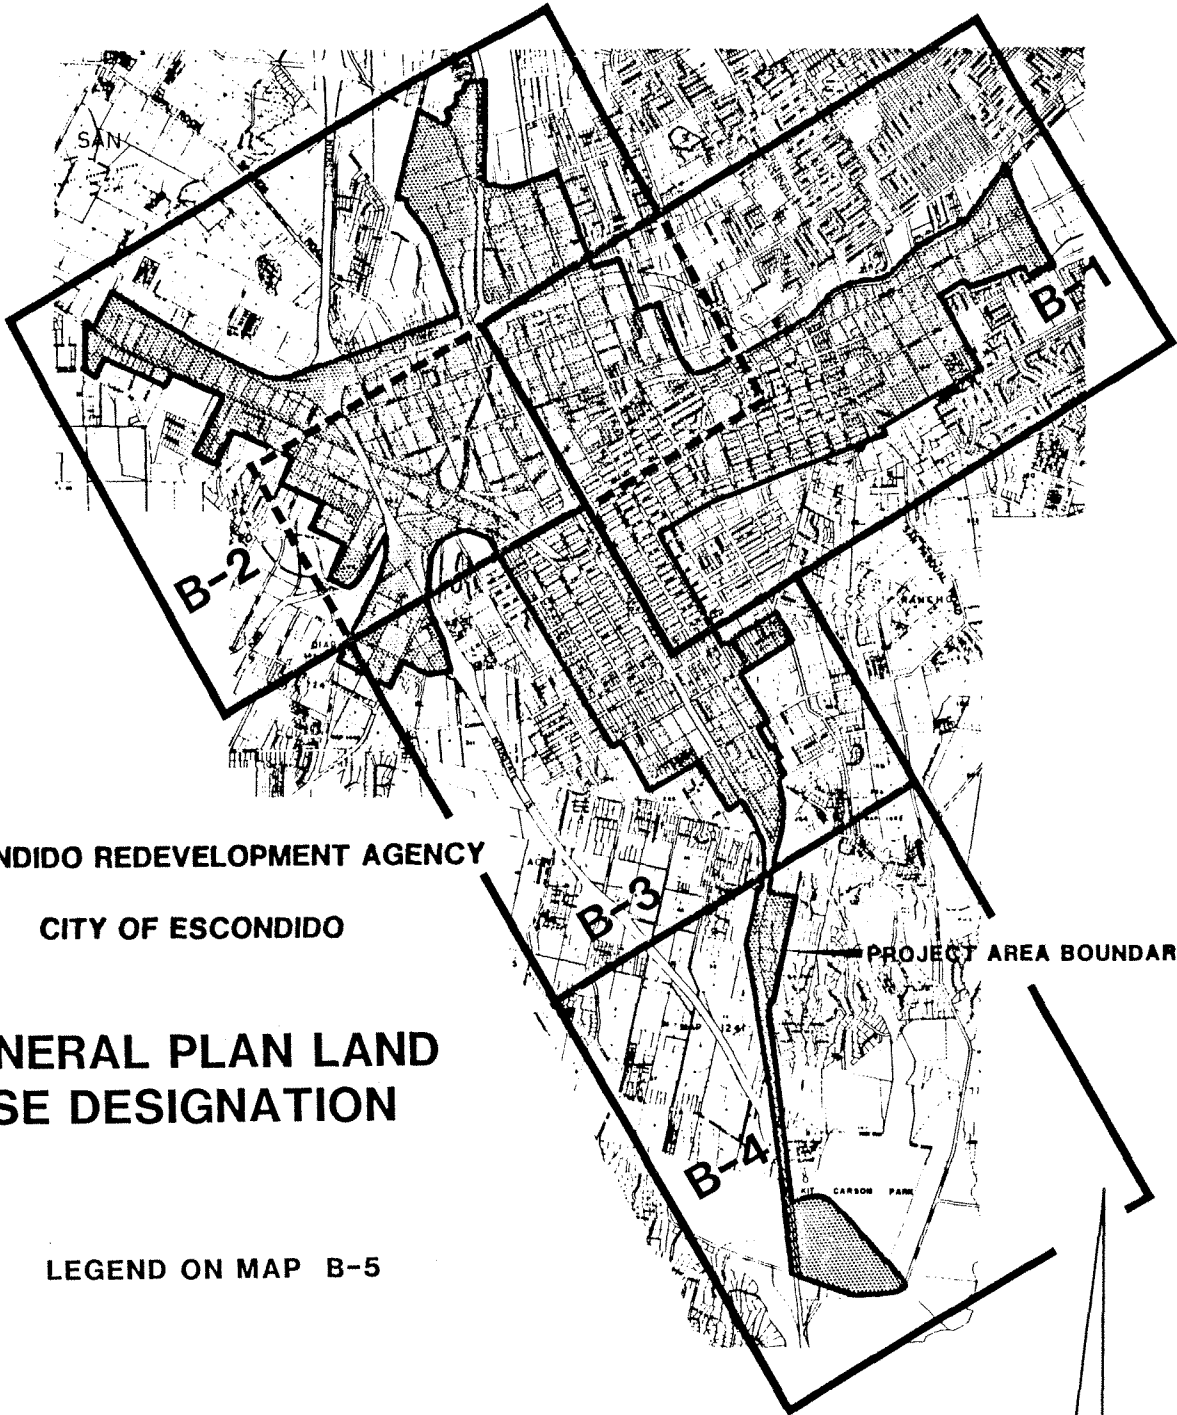 SAN
B-1
B-2
RANCHO
NDIDO REDEVELOPMENT AGENCY
CITY OF ESCONDIDO
B-3
PROJECT AREA BOUNDAR
NERAL PLAN LAND
SE DESIGNATION
B-4
KIT CARSON PARK
LEGEND ON MAP B-5